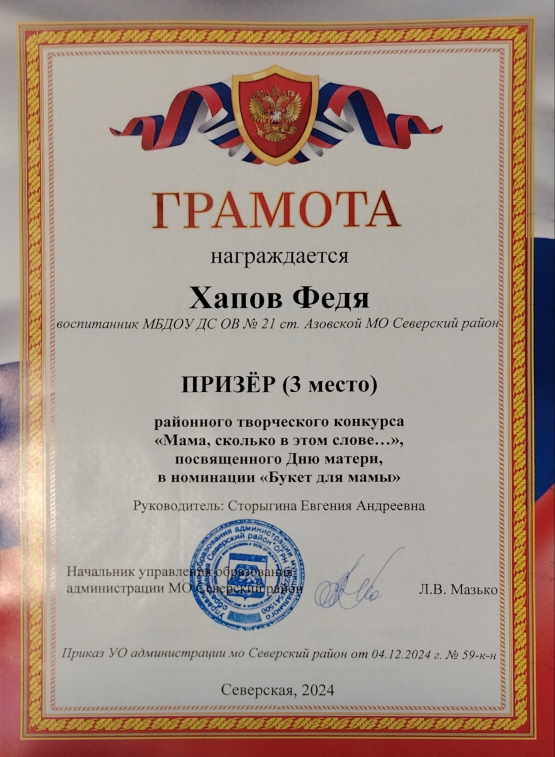 ГРАМОТА
награждается
Хапов Федя
воспитанник МБДОУ ДС ОВ № 21 ст. Азовской МО Северский район
ПРИЗЁР (3 место)
районного творческого конкурса
«Мама, сколько в этом слове…»,
посвященного Дню матери,
в номинации «Букет для мамы»
Руководитель: Сторыгина Евгения Андреевна
Начальник управления образования
администрации МО Северский район
Л.В. Мазько
Приказ УО администрации мо Северский район от 04.12.2024 г. № 59-к-н
Северская, 2024